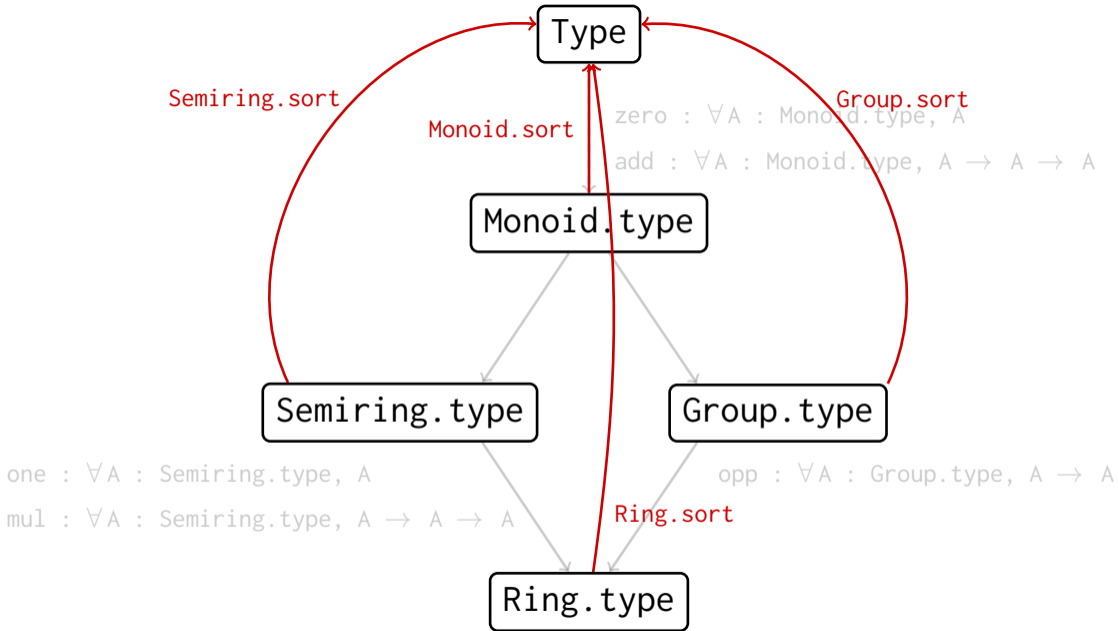 Type
Semiring.sort
Group.sort
zero : ∀A : Monoid.type, A
Monoid.sort
add : ∀A : Monoid.type, A → A → A
Monoid.type
Semiring.type
Group.type
one : ∀A : Semiring.type, A
opp : ∀A : Group.type, A → A
mul : ∀A : Semiring.type, A → A → A
Ring.sort
Ring.type